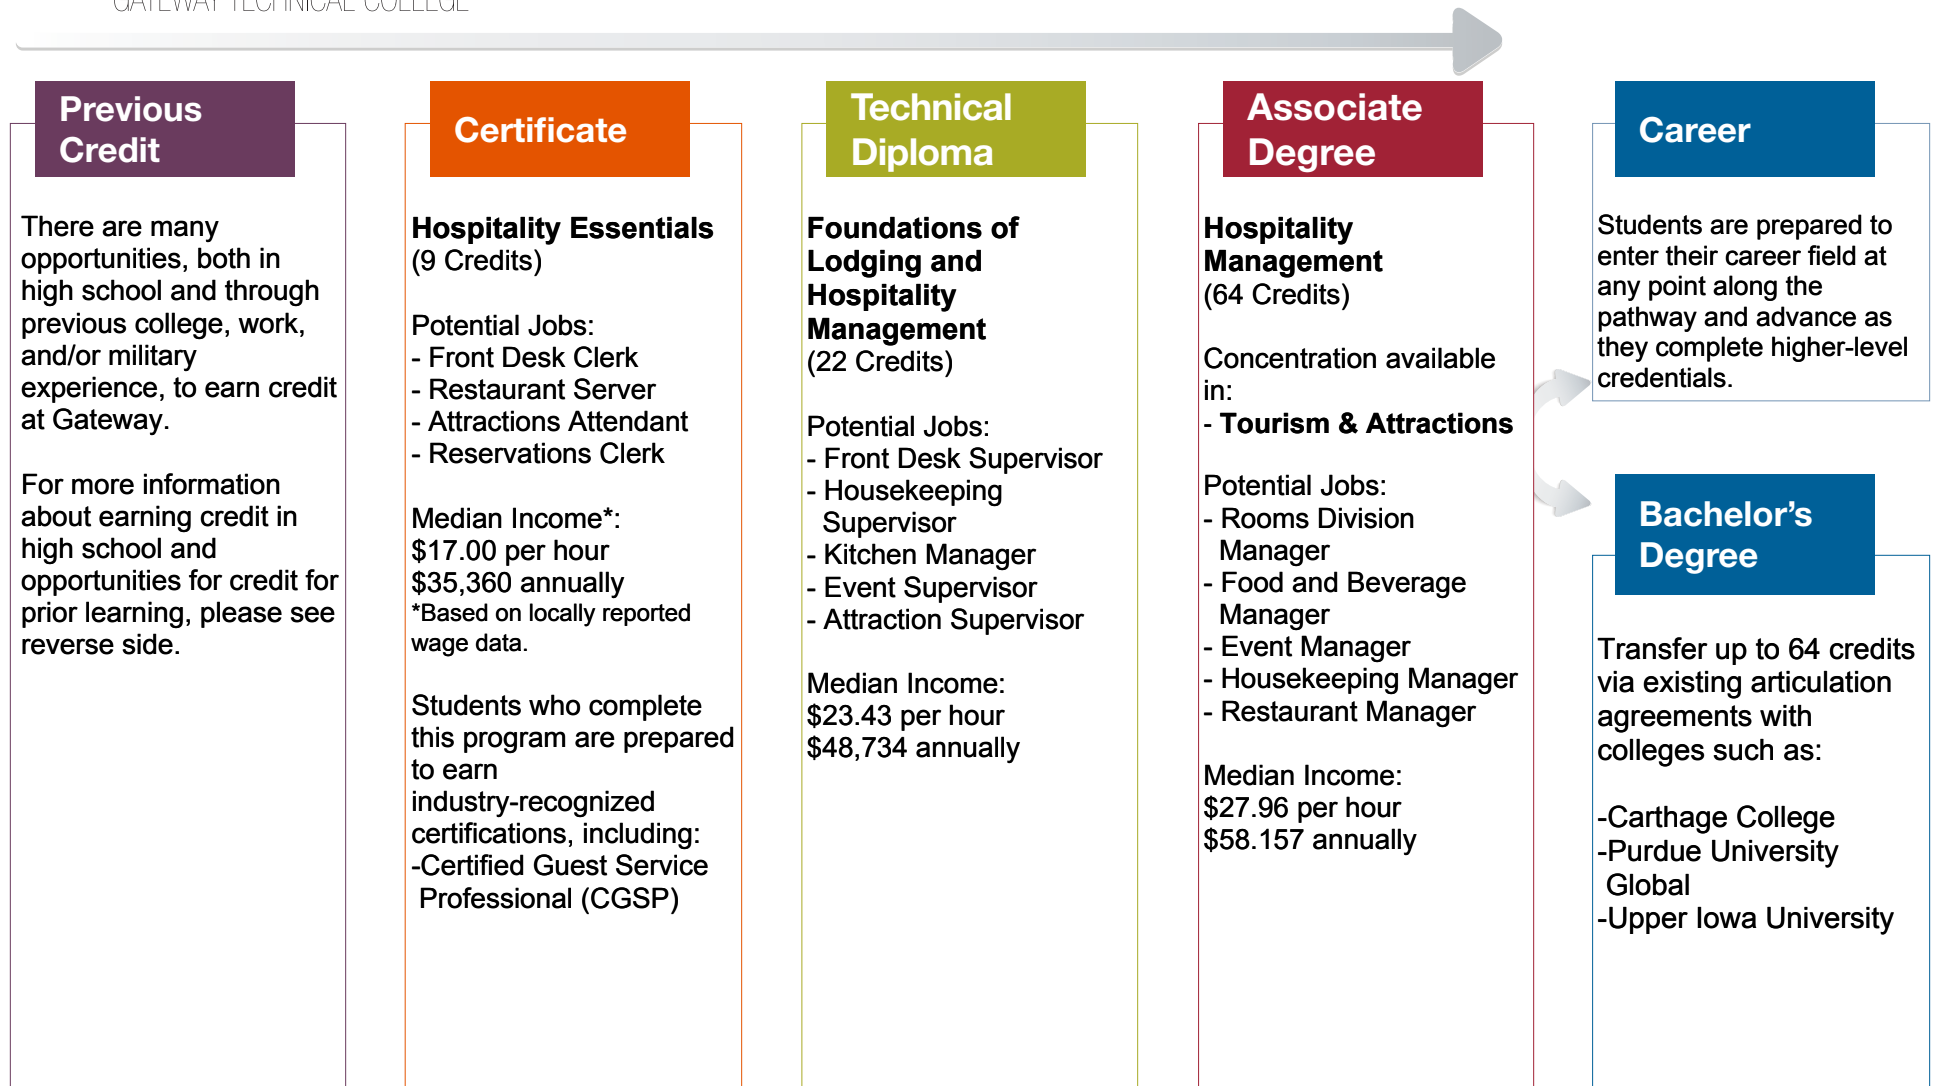 GATEWAY TECHNICAL COLLEGE
Previous
Credit
There are many
opportunities, both in
high school and through
previous college, work,
and/or military
experience, to earn credit
at Gateway.
For more information
about earning credit in
high school and
opportunities for credit for
prior learning, please see
reverse side.
Certificate
Hospitality Essentials
(9 Credits)
Potential Jobs:
- Front Desk Clerk
- Restaurant Server
- Attractions Attendant
- Reservations Clerk
Median Income*:
$17.00 per hour
$35,360 annually
*Based on locally reported
wage data.
Students who complete
this program are prepared
to earn
industry-recognized
certifications, including:
-Certified Guest Service
Professional (CGSP)
Technical
Diploma
Foundations of
Lodging and
Hospitality
Management
(22 Credits)
Potential Jobs:
- Front Desk Supervisor
- Housekeeping
Supervisor
- Kitchen Manager
- Event Supervisor
- Attraction Supervisor
Median Income:
$23.43 per hour
$48,734 annually
Associate
Degree
Hospitality
Management
(64 Credits)
Concentration available
in:
- Tourism & Attractions
Potential Jobs:
- Rooms Division
Manager
- Food and Beverage
Manager
- Event Manager
- Housekeeping Manager
- Restaurant Manager
Median Income:
$27.96 per hour
$58.157 annually
Career
Students are prepared to
enter their career field at
any point along the
pathway and advance as
they complete higher-level
credentials.
Bachelor's
Degree
Transfer up to 64 credits
via existing articulation
agreements with
colleges such as:
-Carthage College
-Purdue University
Global
-Upper Iowa University